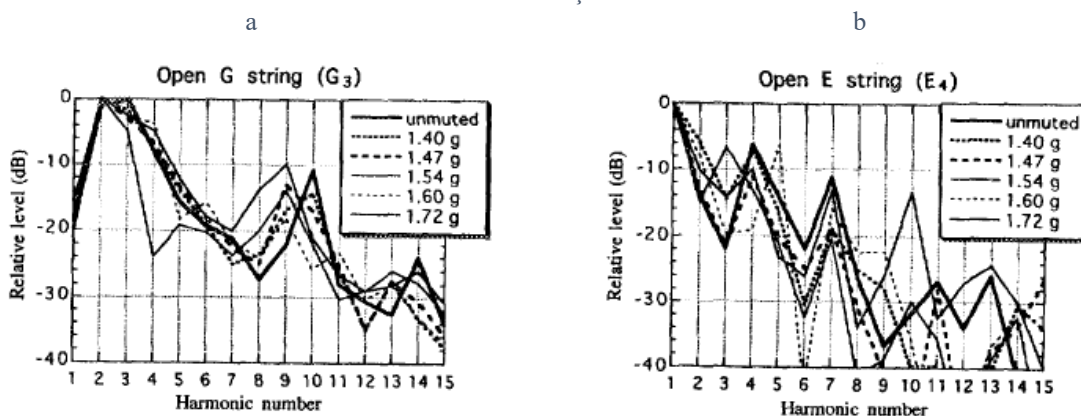 a
b
Open G string (G3)
Relative level (dB)
0
-10
-20
-30
-40
1 2 3 4 5 6 7 8 9 10 11 12 13 14 15
Harmonic number
unmuted
1.40 g
1.47 g
1.54 g
1.60 g
1.72 g
Open E string (E4)
Relative level (dB)
0
-10
-20
-30
-40
1 2 3 4 5 6 7 8 9 10 11 12 13 14 15
Harmonic number
unmuted
1.40 g
1.47 g
1.54 g
1.60 g
1.72 g